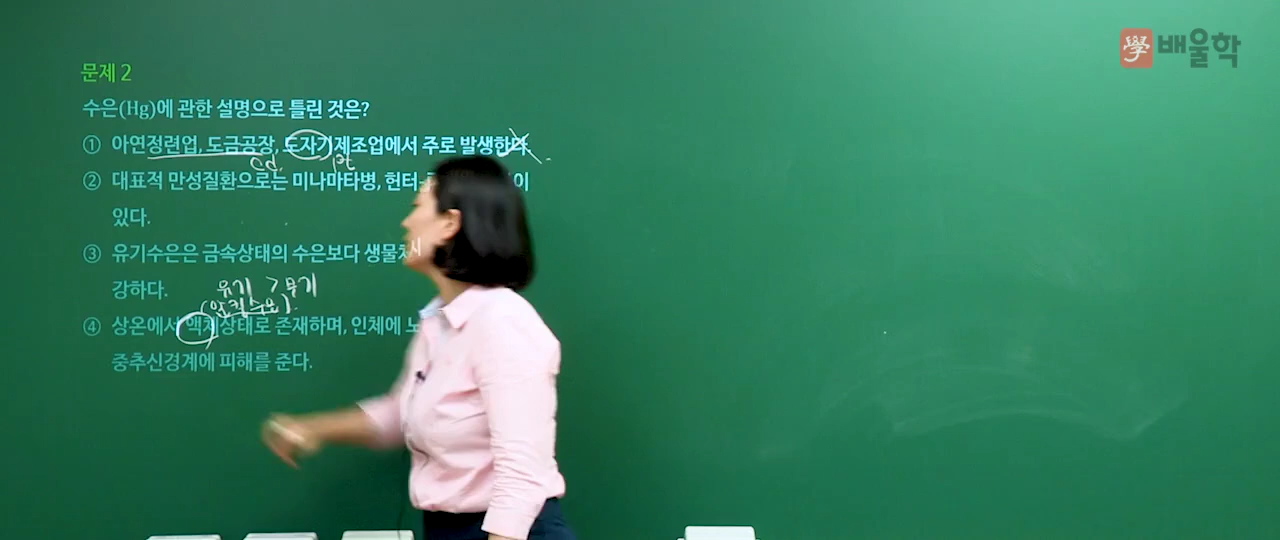 學 배울학
문제 2
수은(Hg)에 관한 설명으로 틀린 것은?
① 아연정련업, 도금공장, 도자기제조업에서 주로 발생한다.
Cd.
② 대표적 만성질환으로는 미나마타병, 헌터 이
있다.
③ 유기수은은 금속상태의 수은보다 생물체
강하다.
유기 > 무기
(알킬수은).
④ 상온에서 액체상태로 존재하며, 인체에 노
중추신경계에 피해를 준다.